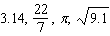 3.14, 22/7, π, √9.1